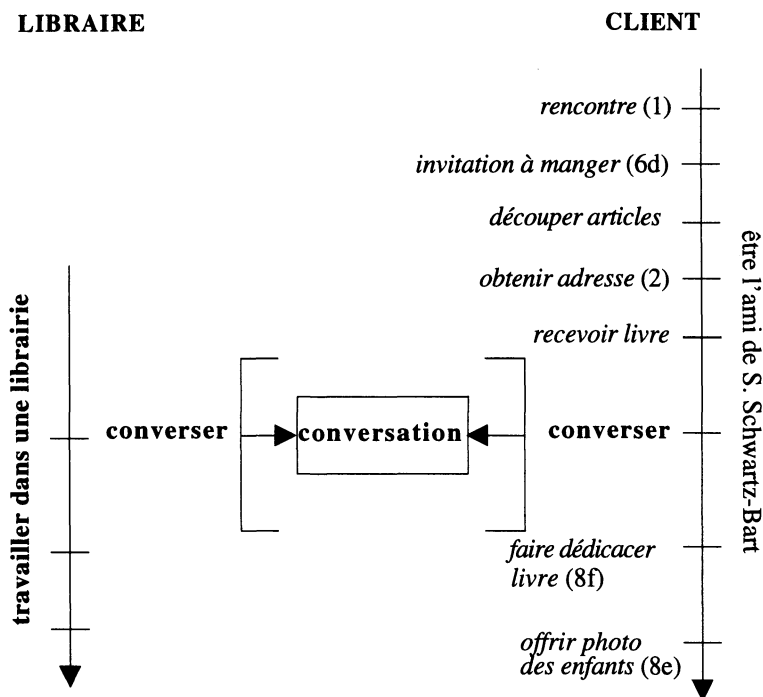 LIBRAIRE
CLIENT
rencontre (1)
invitation à manger (6d)
découper articles
obtenir adresse (2)
recevoir livre
travailler dans une librairie
converser
conversation
converser
être l'ami de S. Schwartz-Bart
faire dédicacer
livre (8f)
offrir photo
des enfants (8e)